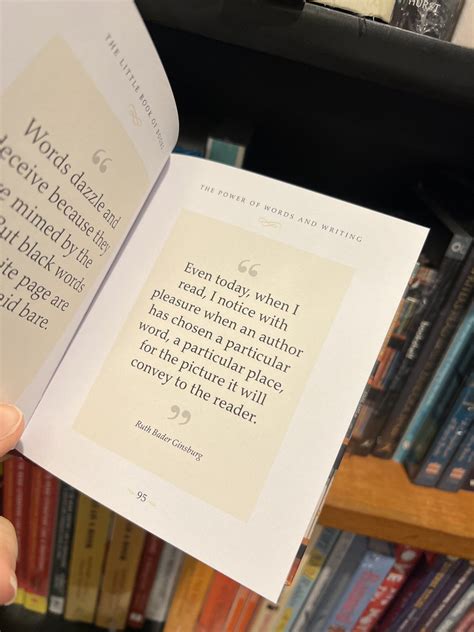 THE LITTLE BOOK OF
Words dazzle and
deceive because they
mimed by the
But black words
page are
bare.
THE POWER OF WORDS AND WRITING
“
Even today, when I
read, I notice with
pleasure when an author
has chosen a particular
word, a particular place,
for the picture it will
convey to the reader.
”
Ruth Bader Ginsburg
95